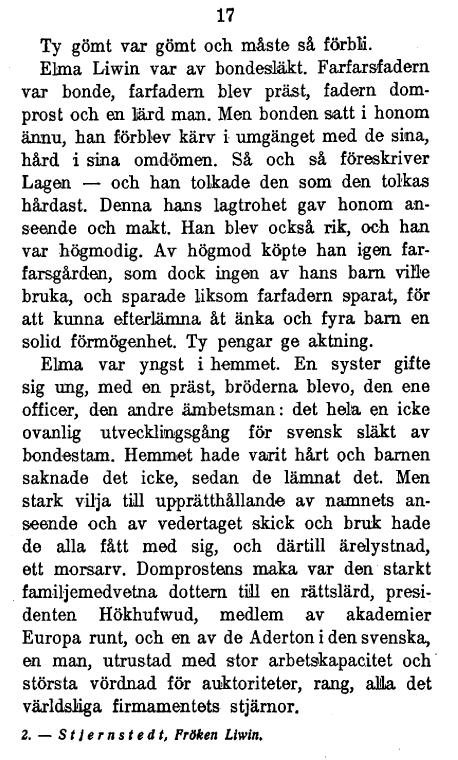 17
Ty gömt var gömt och måste så förbli.
Elma Liwin var av bondesläkt. Farfarsfadern
var bonde, farfadern blev präst, fadern dom-
prost och en lärd man. Men bonden satt i honom
ännu, han förblev kärv i umgänget med de sina,
hård i sina omdömen. Så och så föreskriver
Lagen — och han tolkade den som den tolkas
hårdast. Denna hans lagtrohet gav honom an-
seende och makt. Han blev också rik, och han
var högmodig. Av högmod köpte han igen far-
farsgården, som dock ingen av hans barn ville
bruka, och sparade liksom farfadern sparat, för
att kunna efterlämna åt änka och fyra barn en
solid förmögenhet. Ty pengar ge aktning.
Elma var yngst i hemmet. En syster gifte
sig ung, med en präst, bröderna blevo, den ene
officer, den andre ämbetsman: det hela en icke
ovanlig utvecklingsgång för svensk släkt av
bondestam. Hemmet hade varit hårt och barnen
saknade det icke, sedan de lämnat det. Men
stark vilja till upprätthållande av namnets an-
seende och av vedertaget skick och bruk hade
de alla fått med sig, och därtill ärelystnad,
ett morsarv. Domprostens maka var den starkt
familjemedvetna dottern till en rättslärd, presi-
denten Hökhufwud, medlem av akademier
Europa runt, och en av de Aderton i den svenska,
en man, utrustad med stor arbetskapacitet och
största vördnad för auktoriteter, rang, alla det
världsliga firmamentets stjärnor.
2. — Stjernstedt, Fröken Liwin.